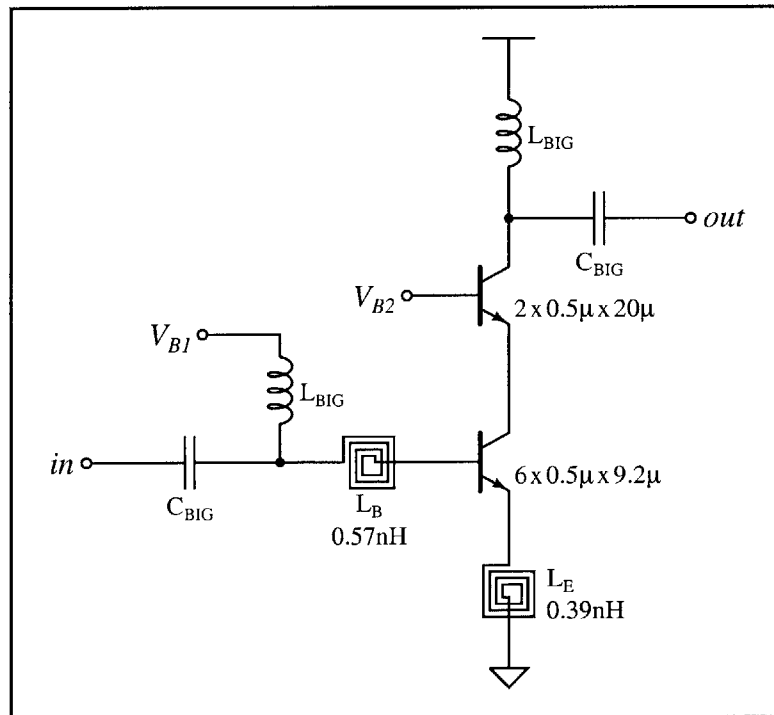 L_BIG
C_BIG
out
V_B2
2 x 0.5μ x 20μ
V_B1
L_BIG
in
C_BIG
L_B
0.57nH
6 x 0.5μ x 9.2μ
L_E
0.39nH